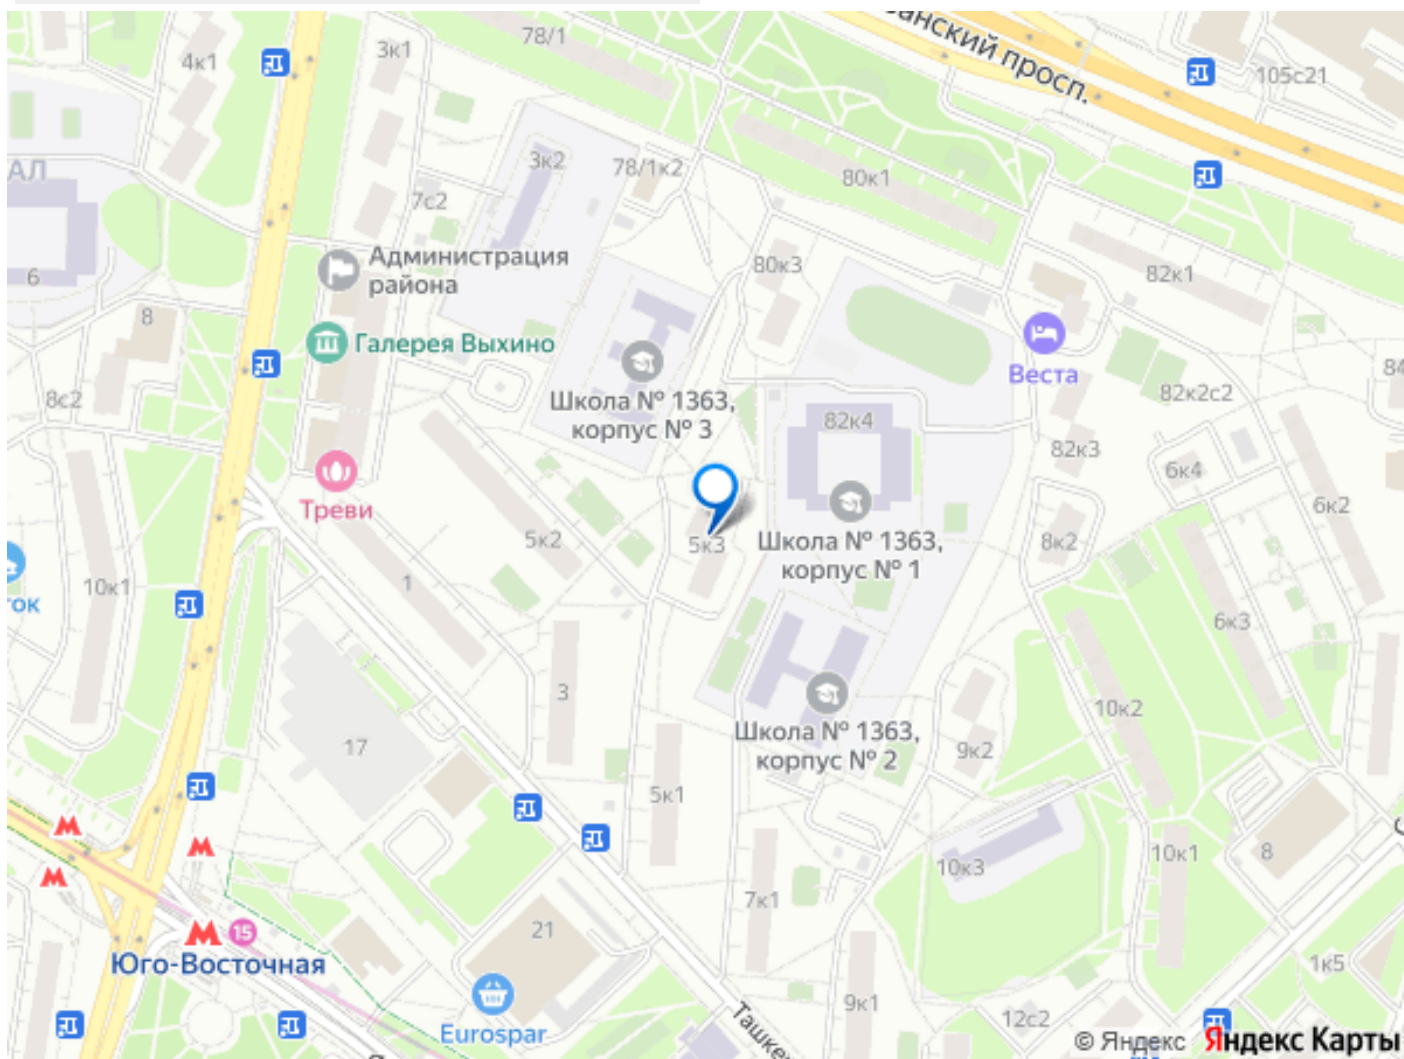 78/1
занский просп.
3к1
4к1
105с21
3к2
78/1к2
80к1
АЛ
7с2
Администрация
района
80к3
82к1
6
8
Галерея Выхино
Веста
84
8с2
82к2с2
Школа № 1363,
корпус № 3
82к4
82к3
6к4
Треви
6к2
5к2
5к3
Школа № 1363,
корпус № 1
8к2
10к1
ток
1
6к3
3
10к2
17
Школа № 1363,
корпус № 2
9к2
5к1
10к3
10к1
8
7к1
21
15
Юго-Восточная
1к5
9к1
12с2
Eurospar
Ташке
© Яндекс Яндекс Карты